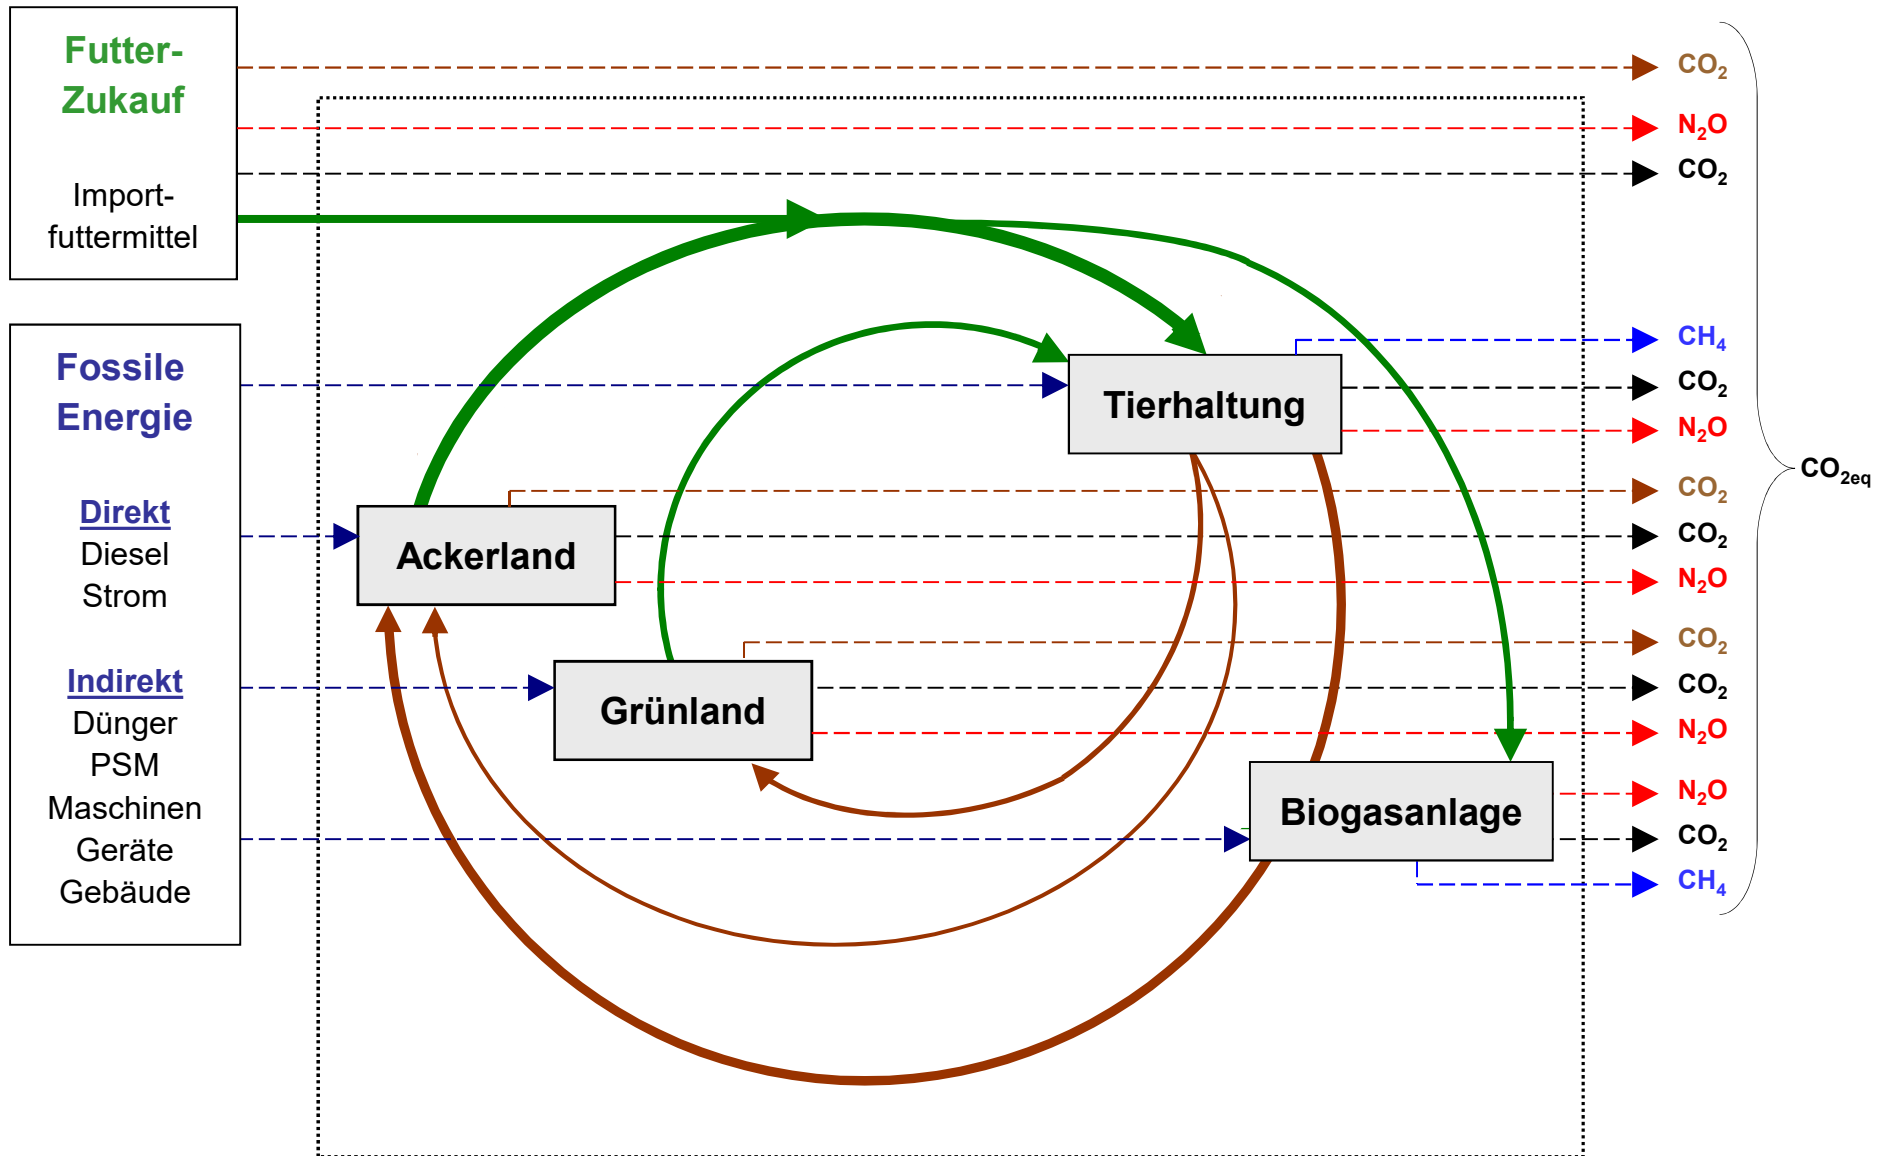 Futter-
Zukauf
Import-
futtermittel
Fossile
Energie
Direkt
Diesel
Strom
Indirekt
Dünger
PSM
Maschinen
Geräte
Gebäude
Tierhaltung
Ackerland
Grünland
Biogasanlage
CO₂
N₂O
CO₂
CH₄
CO₂
N₂O
CO₂
CO₂
N₂O
CO₂
CO₂
N₂O
N₂O
CO₂
CH₄
CO₂eq